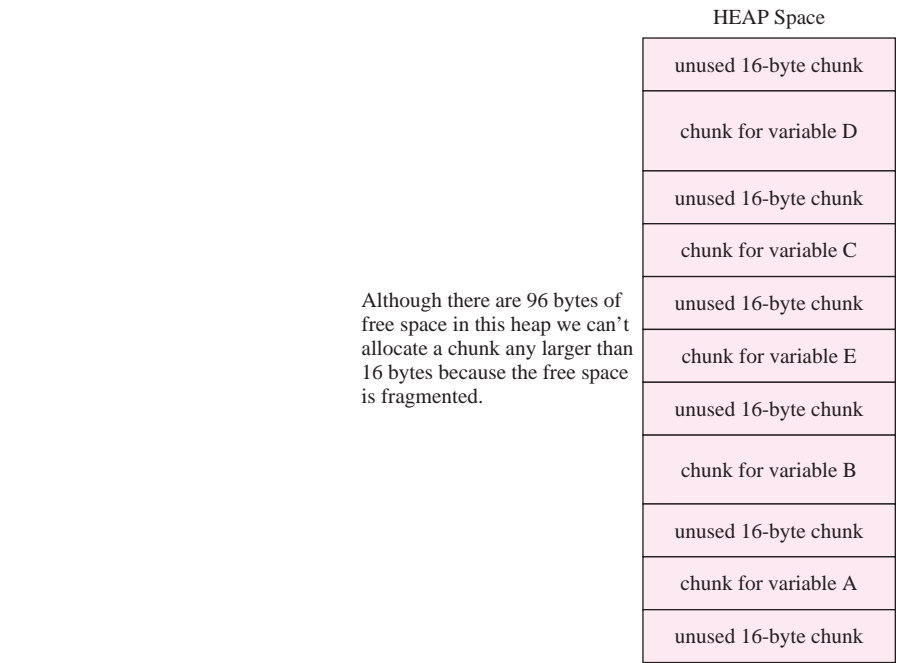 HEAP Space
unused 16-byte chunk
chunk for variable D
unused 16-byte chunk
chunk for variable C
Although there are 96 bytes of
free space in this heap we can't
allocate a chunk any larger than
16 bytes because the free space
is fragmented.
unused 16-byte chunk
chunk for variable E
unused 16-byte chunk
chunk for variable B
unused 16-byte chunk
chunk for variable A
unused 16-byte chunk